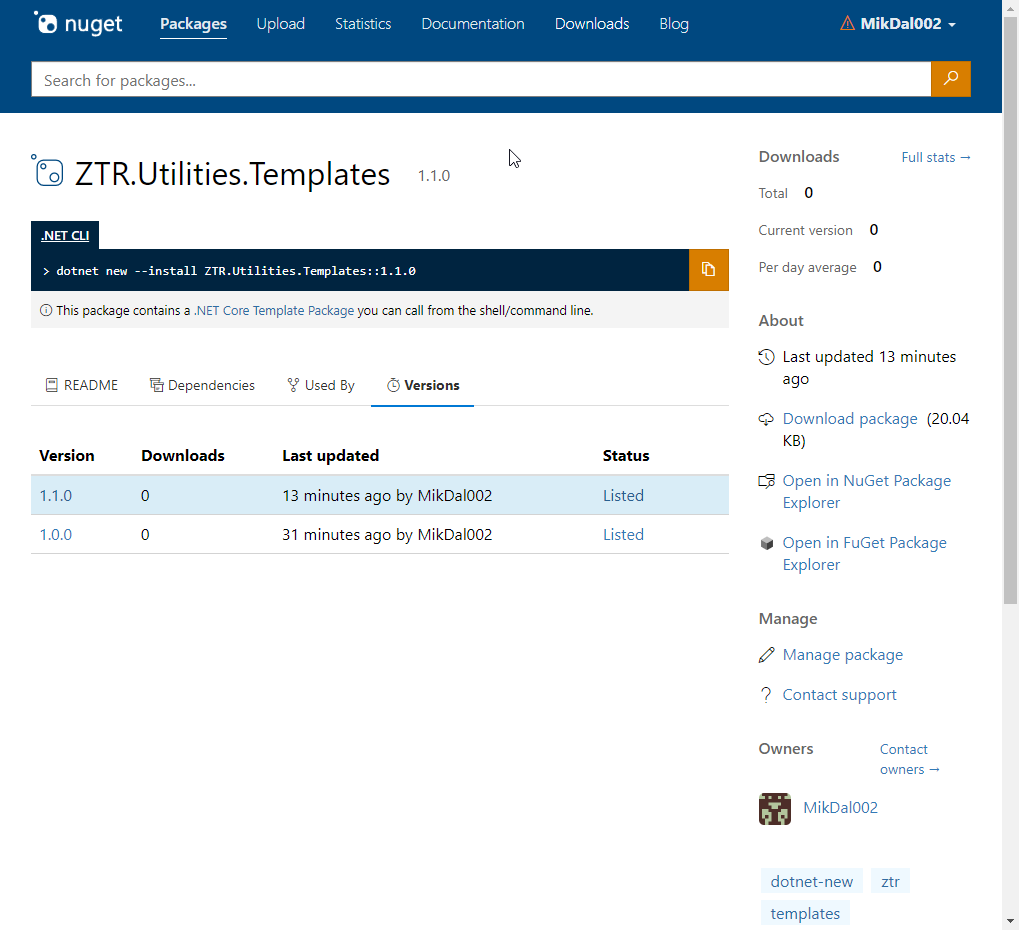 nuget Packages Upload Statistics Documentation Downloads Blog MikDal002
Search for packages...
ZTR.Utilities.Templates 1.1.0
.NET CLI
> dotnet new --install ZTR.Utilities.Templates::1.1.0
This package contains a .NET Core Template Package you can call from the shell/command line.
README Dependencies Used By Versions
Version Downloads Last updated Status
1.1.0 0 13 minutes ago by MikDal002 Listed
1.0.0 0 31 minutes ago by MikDal002 Listed
Downloads Full stats →
Total 0
Current version 0
Per day average 0
About
Last updated 13 minutes
ago
Download package (20.04
KB)
Open in NuGet Package
Explorer
Open in FuGet Package
Explorer
Manage
Manage package
? Contact support
Owners Contact
owners →
MikDal002
dotnet-new ztr
templates